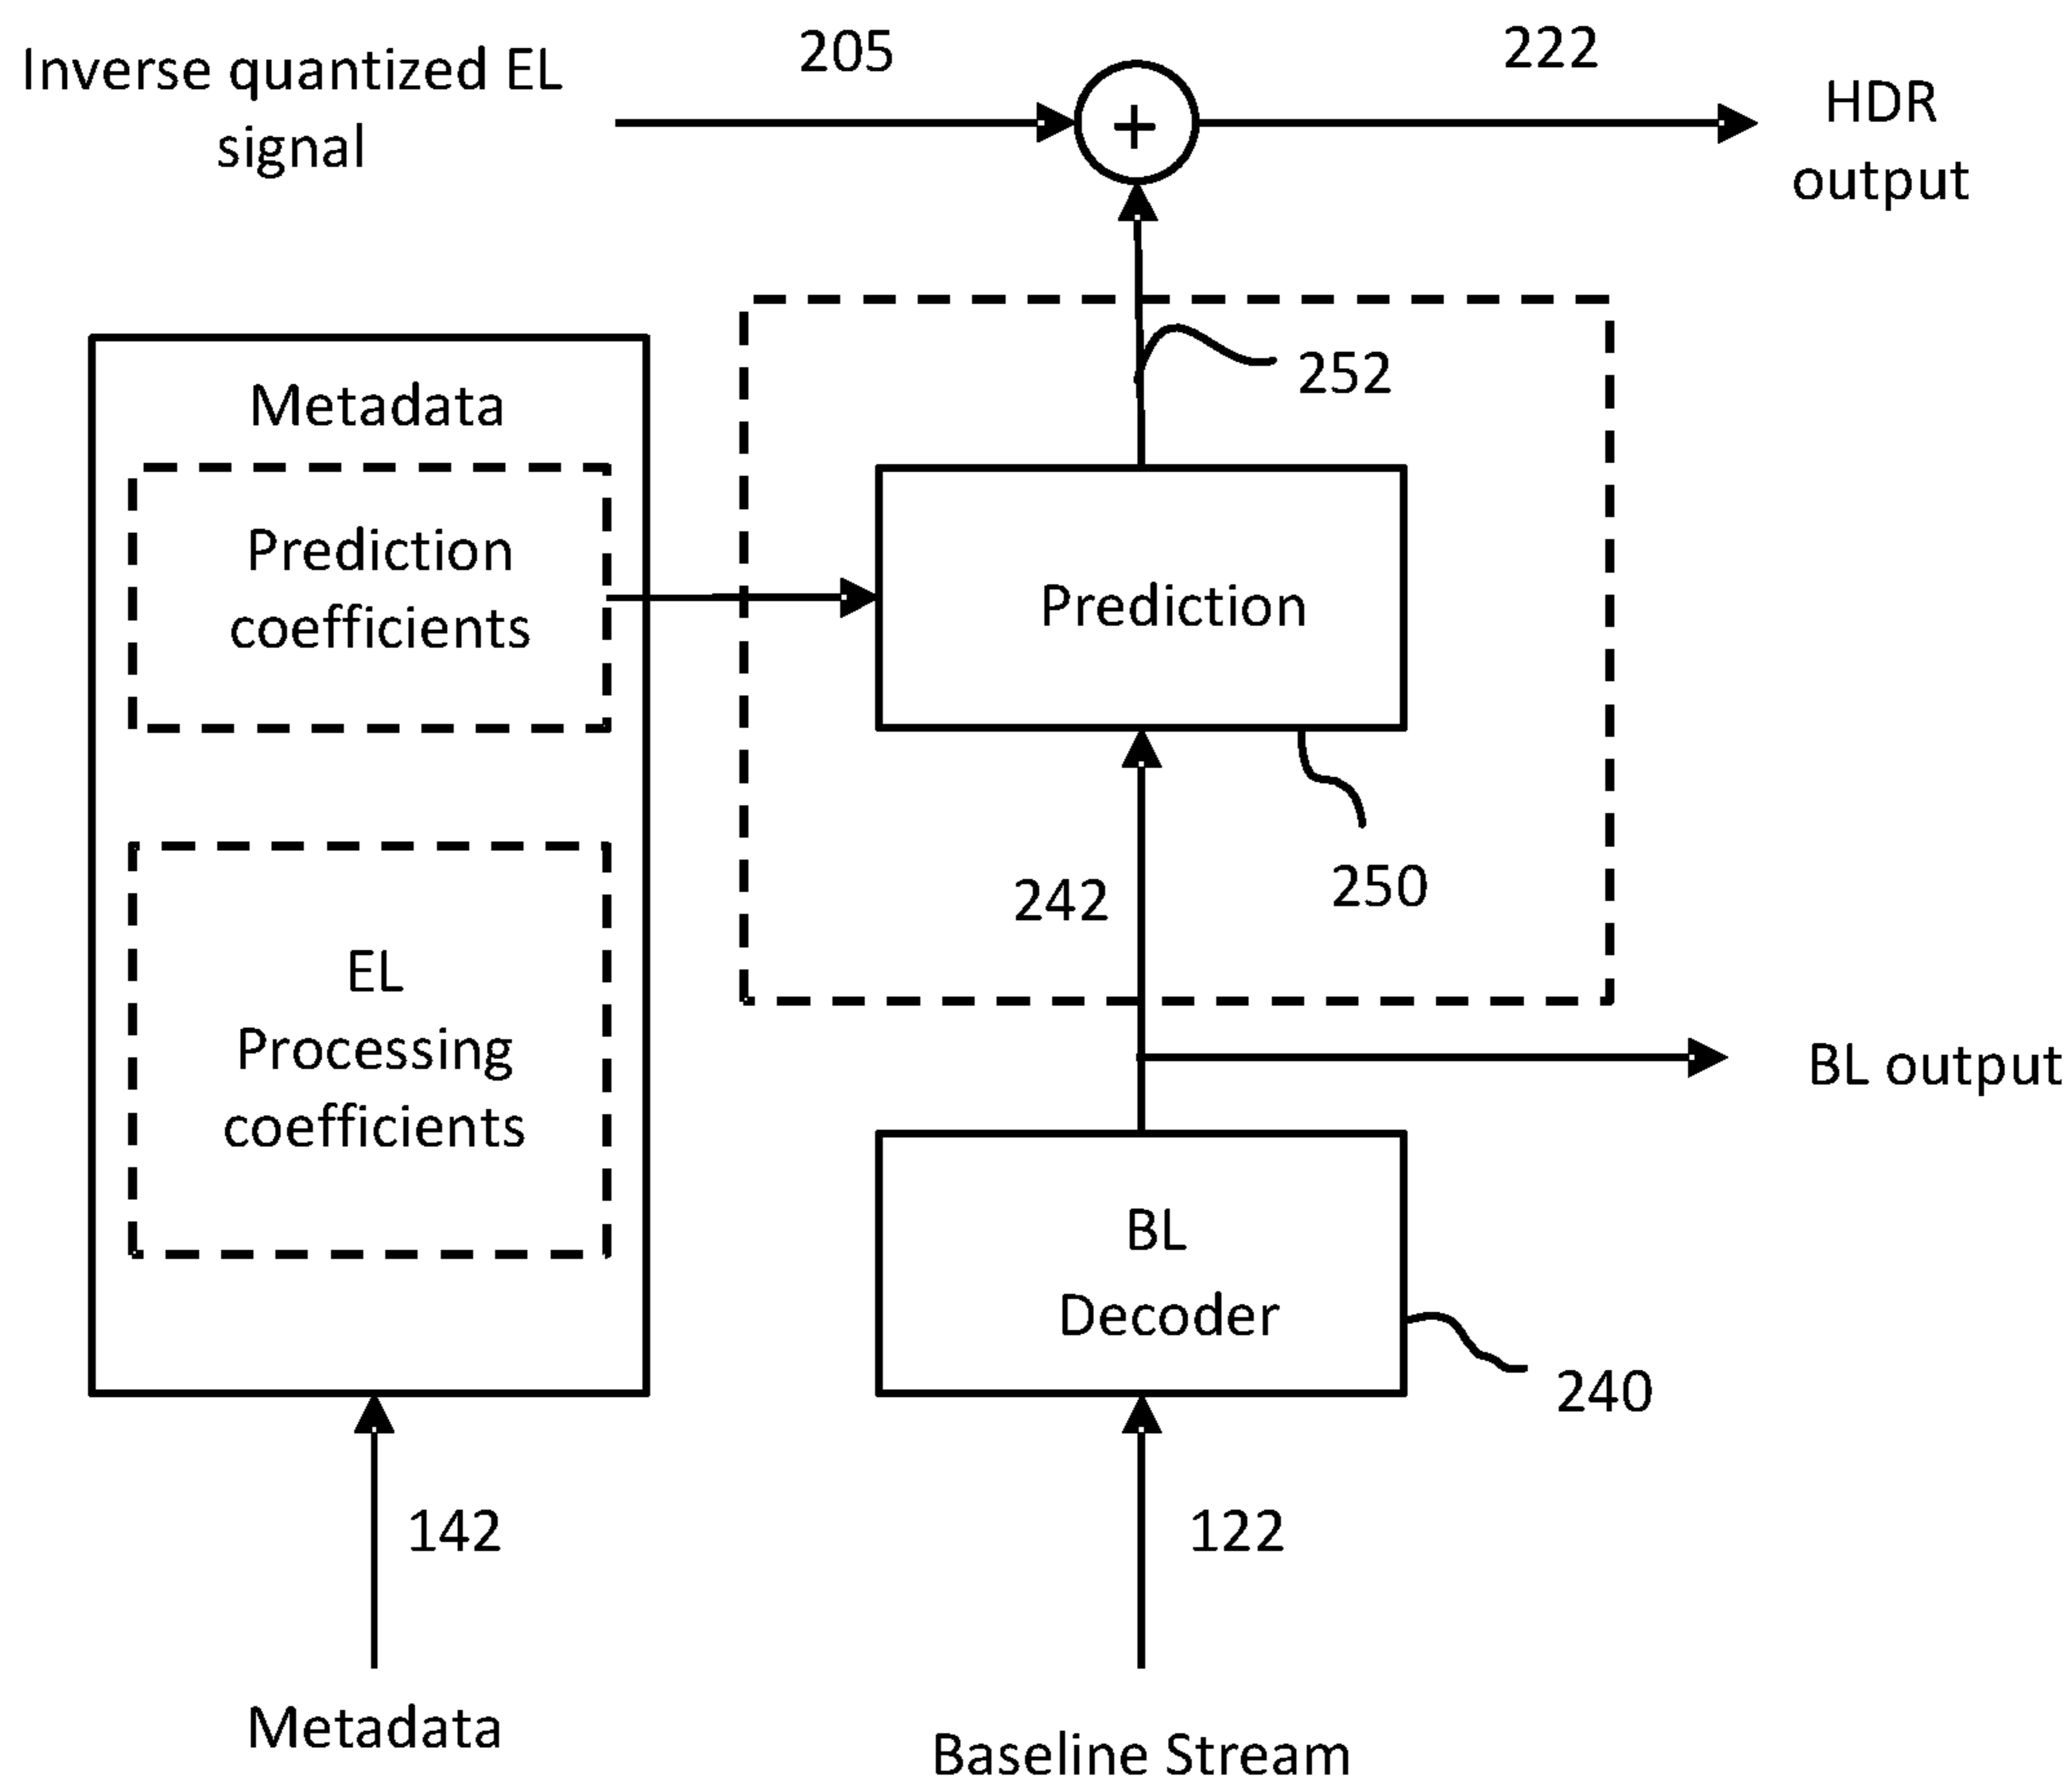 Inverse quantized EL
signal
205
222
HDR
output
252
Metadata
Prediction
coefficients
Prediction
242
250
EL
Processing
coefficients
BL output
BL
Decoder
240
142
122
Metadata
Baseline Stream